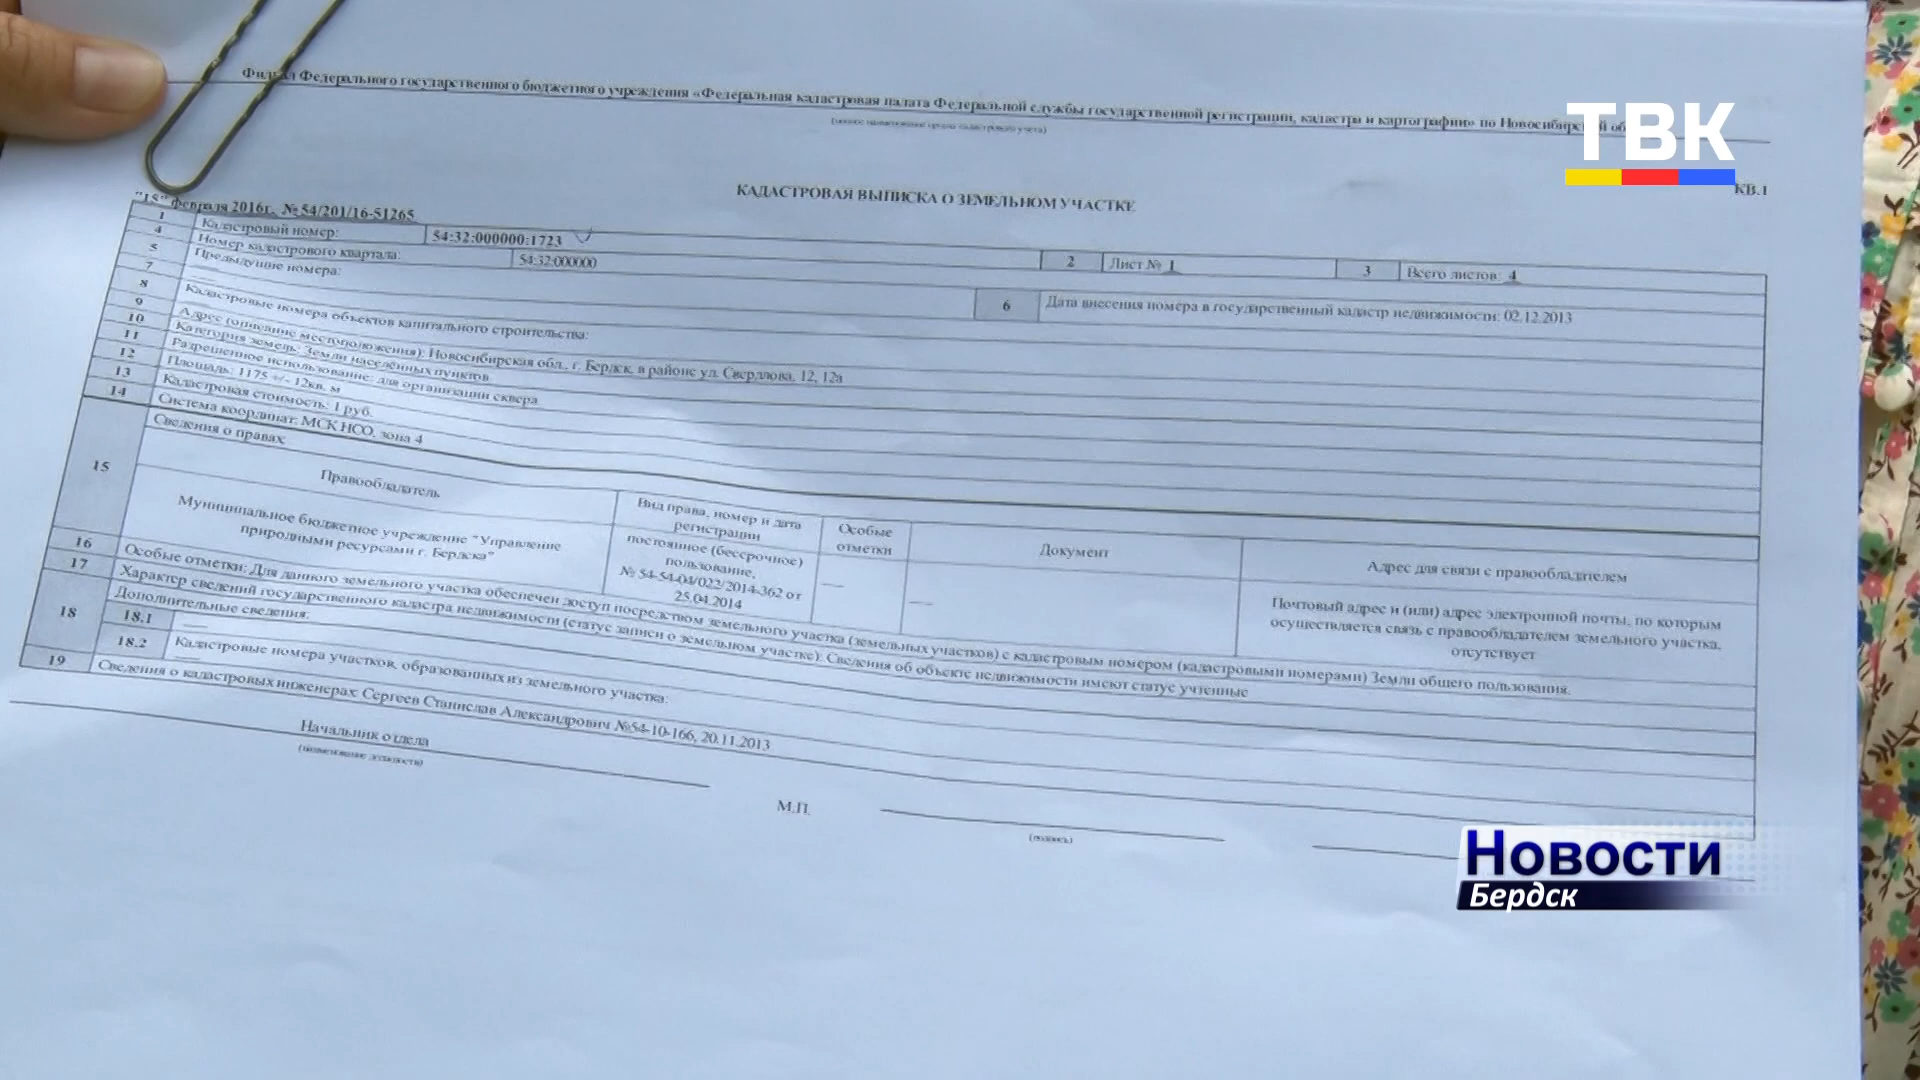 Филиал Федерального государственного бюджетного учреждения «Федеральная кадастровая палата Федеральной службы государственной регистрации, кадастра и картографии» по Новосибирской об
(полное наименование органа кадастрового учета)
ТВК
КВ.1
КАДАСТРОВАЯ ВЫПИСКА О ЗЕМЕЛЬНОМ УЧАСТКЕ
"15" февраля 2016г. № 54/201/16-51265
1 Кадастровый номер: 54:32:000000:1723 2 Лист № 1 3 Всего листов: 4
4 Номер кадастрового квартала: 54:32:000000
5 Предыдущие номера: 6 Дата внесения номера в государственный кадастр недвижимости: 02.12.2013
7
8 Кадастровые номера объектов капитального строительства:
9 Адрес (описание местоположения): Новосибирская обл., г. Бердск, в районе ул. Свердлова, 12, 12а
10 Категория земель: Земли населённых пунктов
11 Разрешенное использование: для организации сквера
12 Площадь: 1175 +/- 12кв. м
13 Кадастровая стоимость: 1 руб.
14 Система координат: МСК НСО, зона 4
15 Сведения о правах:
Правообладатель
Вид права, номер и дата регистрации
Особые отметки
Документ
Адрес для связи с правообладателем
Муниципальное бюджетное учреждение "Управление природными ресурсами г. Бердска"
постоянное (бессрочное) пользование, № 54-54-04/022/2014-362 от 25.04.2014
—
—
Почтовый адрес и (или) адрес электронной почты, по которым осуществляется связь с правообладателем земельного участка, отсутствует
16 Особые отметки: Для данного земельного участка обеспечен доступ посредством земельного участка (земельных участков) с кадастровым номером (кадастровыми номерами) Земли общего пользования.
17 Характер сведений государственного кадастра недвижимости (статус записи о земельном участке): Сведения об объекте недвижимости имеют статус учтенные
18 Дополнительные сведения:
18.1 —
18.2 Кадастровые номера участков, образованных из земельного участка:
19 Сведения о кадастровых инженерах: Сергеев Станислав Александрович №54-10-166, 20.11.2013
Начальник отдела
(наименование должности)
М.П.
(подпись)
Новости
Бердск